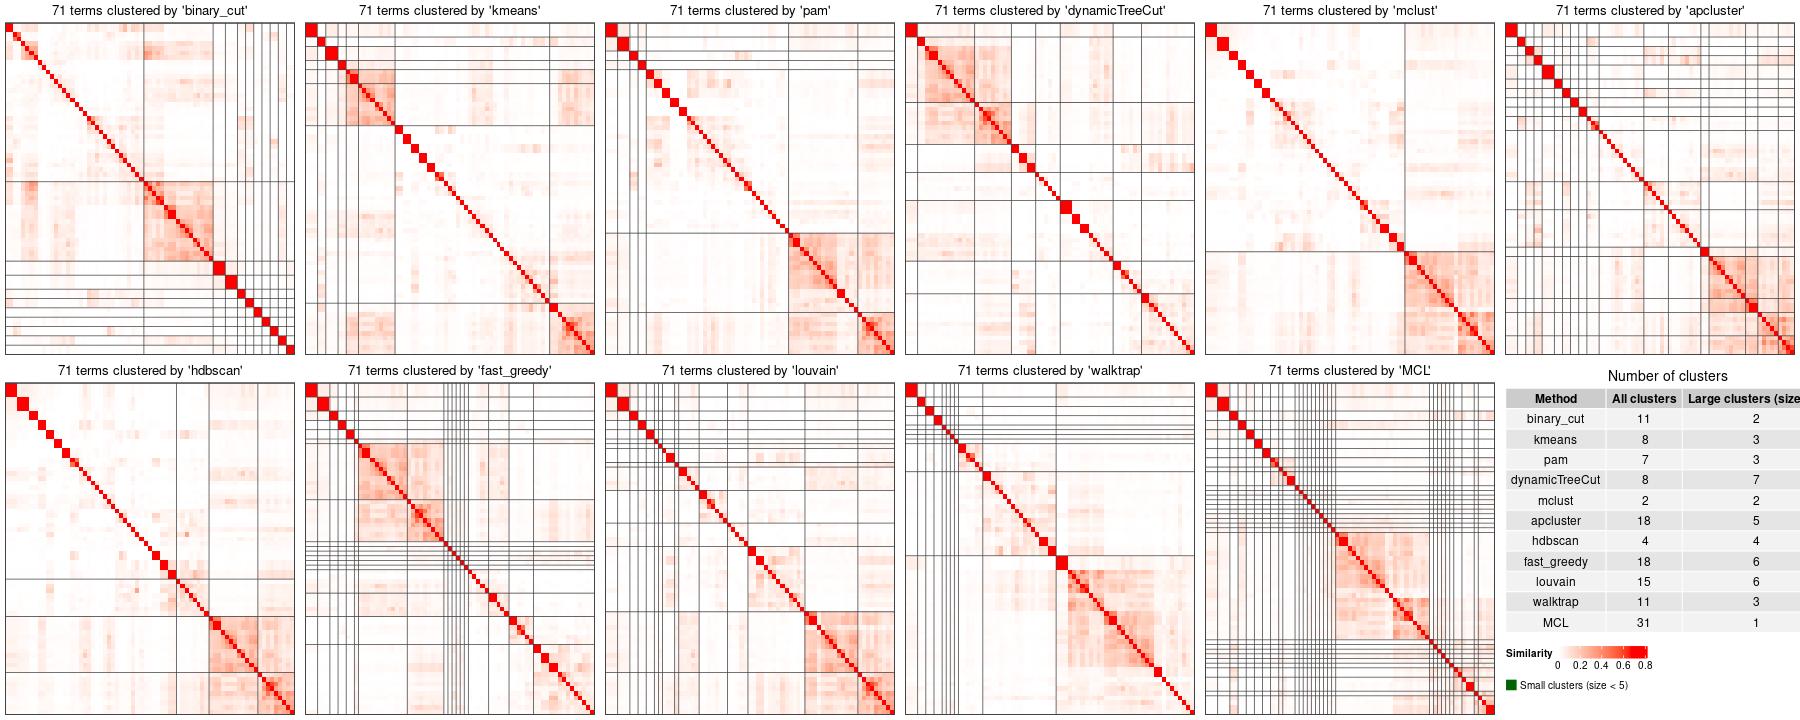 71 terms clustered by 'binary_cut'
71 terms clustered by 'kmeans'
71 terms clustered by 'pam'
71 terms clustered by 'dynamicTreeCut'
71 terms clustered by 'mclust'
71 terms clustered by 'apcluster'
71 terms clustered by 'hdbscan'
71 terms clustered by 'fast_greedy'
71 terms clustered by 'louvain'
71 terms clustered by 'walktrap'
71 terms clustered by 'MCL'
Number of clusters
Method All clusters Large clusters (size
binary_cut 11 2
kmeans 8 3
pam 7 3
dynamicTreeCut 8 7
mclust 2 2
apcluster 18 5
hdbscan 4 4
fast_greedy 18 6
louvain 15 6
walktrap 11 3
MCL 31 1
Similarity
0 0.2 0.4 0.6 0.8
Small clusters (size < 5)